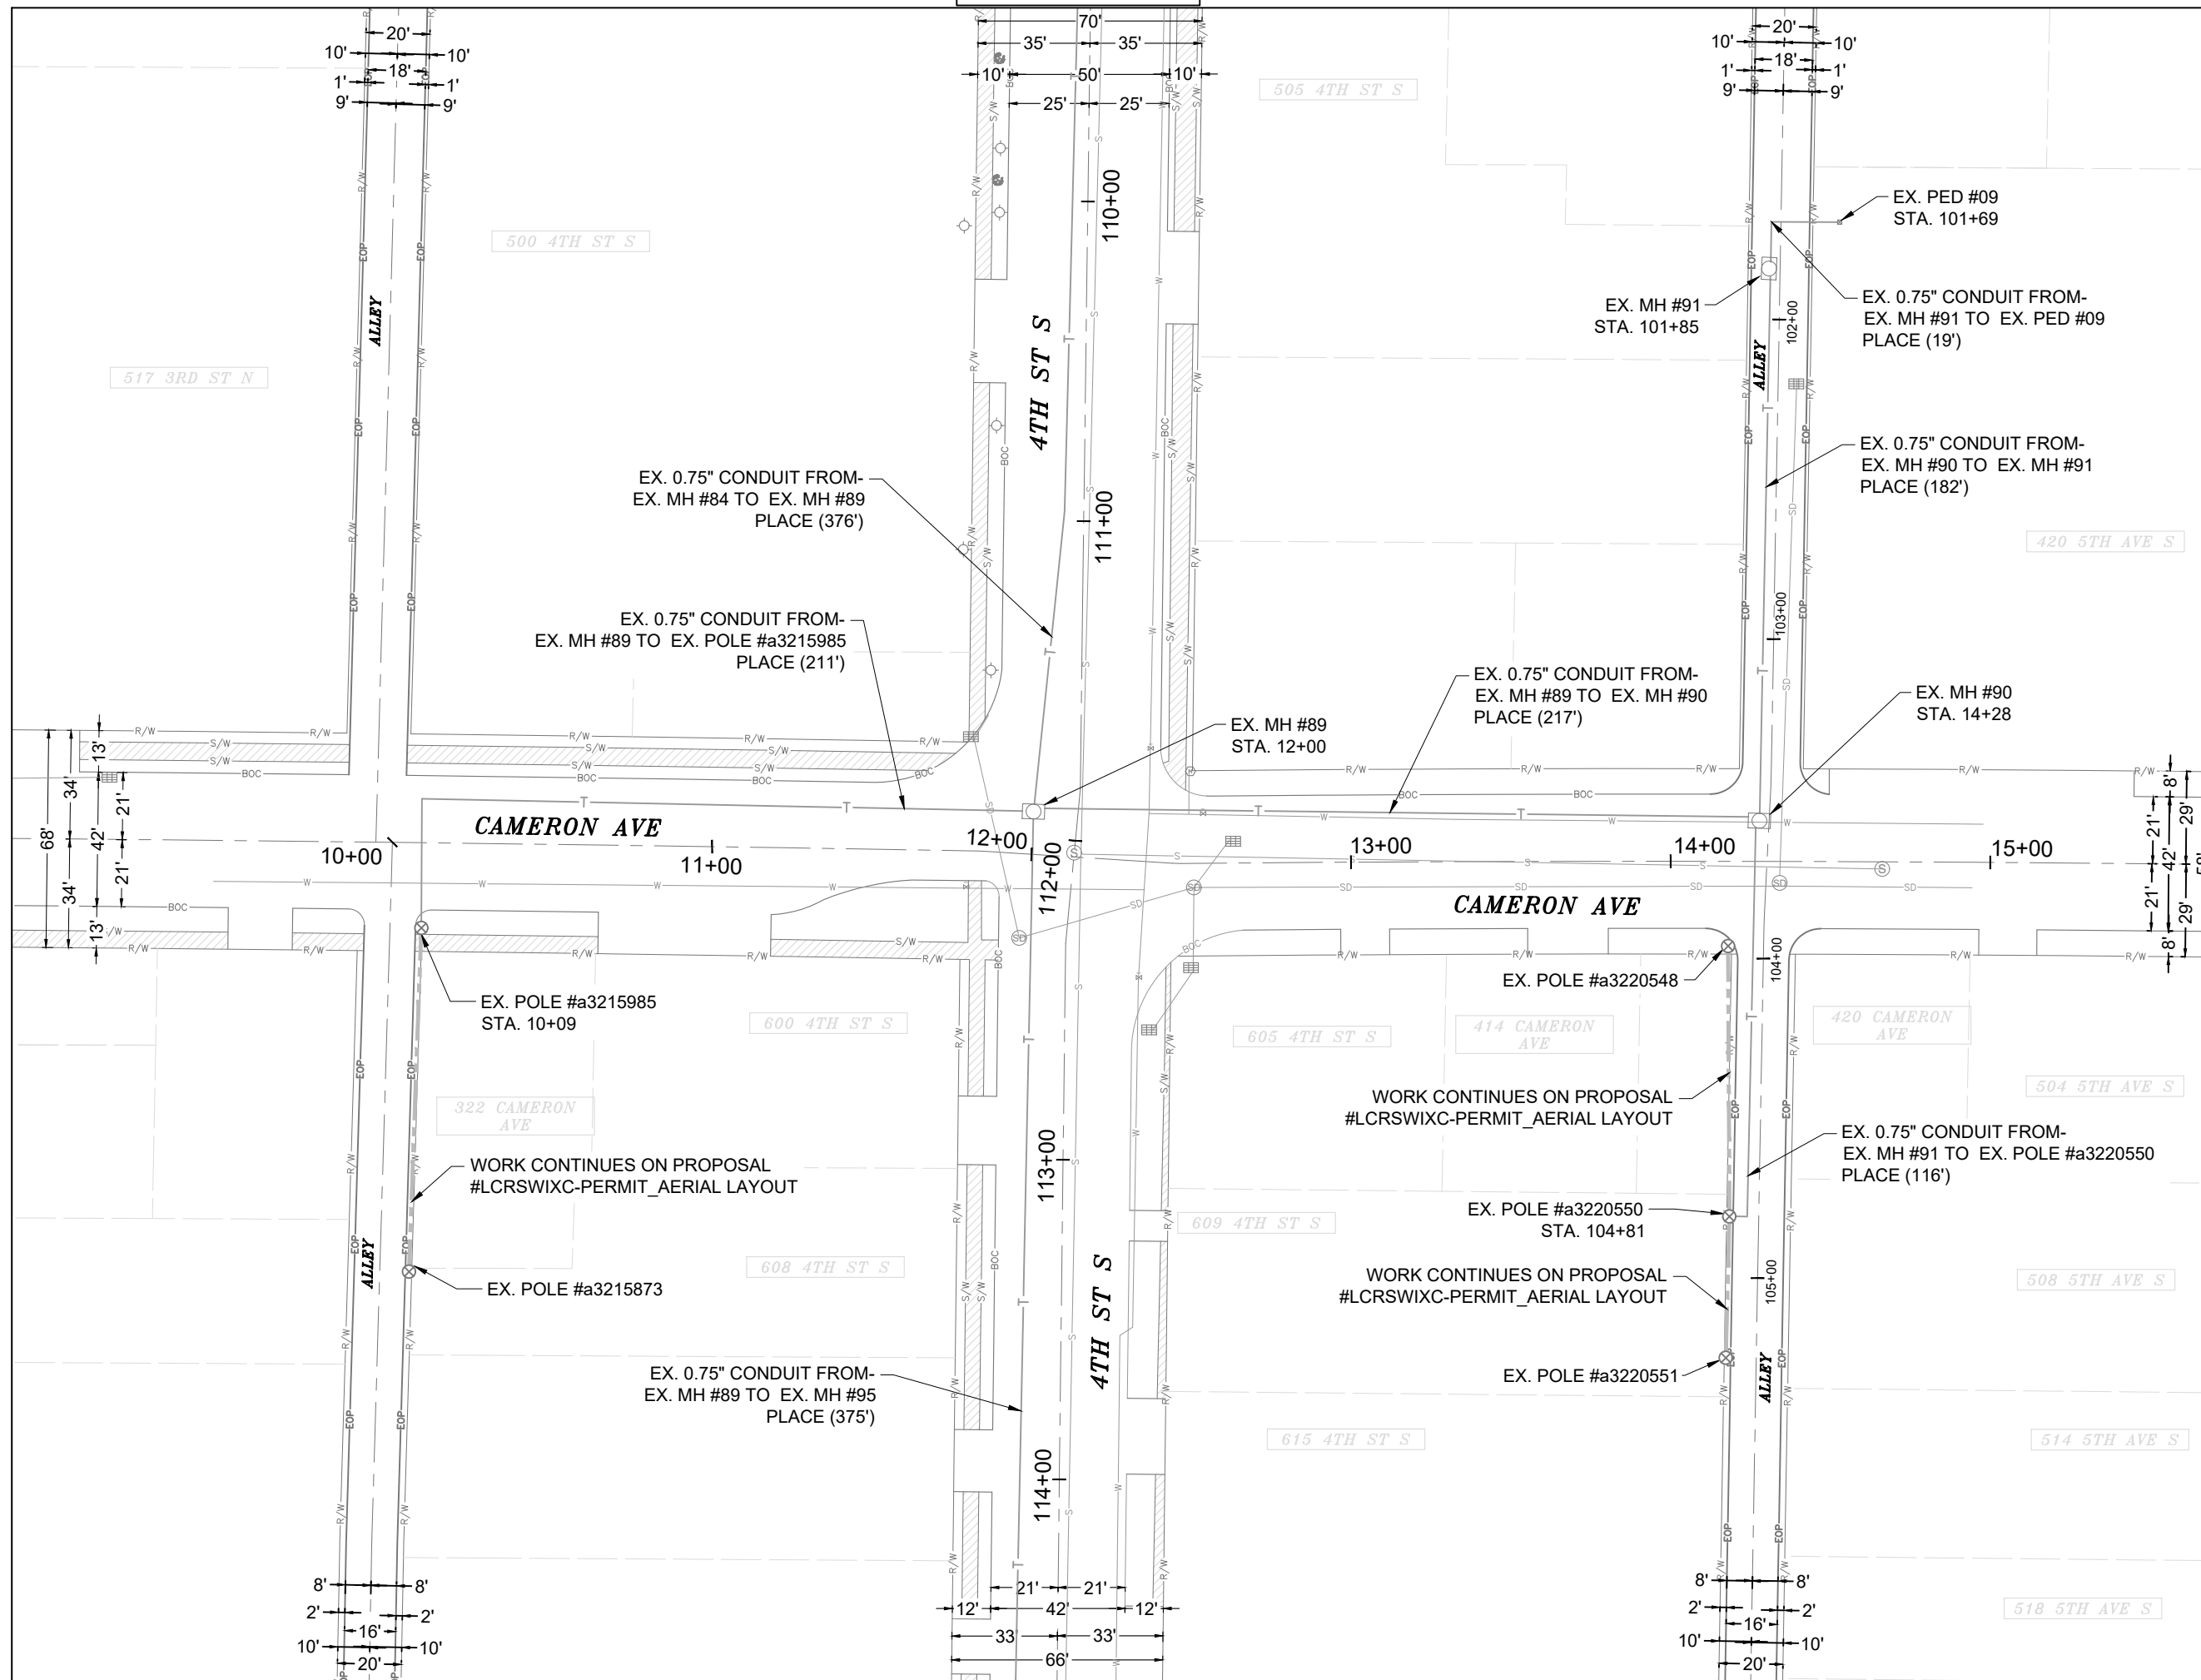 20'
10'
10'
18'
1'
1'
9'
9'
70'
35'
35'
10'
50'
10'
25'
25'
20'
10'
10'
18'
1'
1'
9'
9'
505 4TH ST S
500 4TH ST S
517 3RD ST N
ALLEY
4TH ST S
110+00
111+00
EX. PED #09
STA. 101+69
EX. MH #91
STA. 101+85
EX. 0.75" CONDUIT FROM-
EX. MH #91 TO EX. PED #09
PLACE (19')
102+00
ALLEY
EX. 0.75" CONDUIT FROM-
EX. MH #90 TO EX. MH #91
PLACE (182')
EX. 0.75" CONDUIT FROM-
EX. MH #84 TO EX. MH #89
PLACE (376')
420 5TH AVE S
103+00
EX. 0.75" CONDUIT FROM-
EX. MH #89 TO EX. POLE #a3215985
PLACE (211')
EX. 0.75" CONDUIT FROM-
EX. MH #89 TO EX. MH #90
PLACE (217')
EX. MH #89
STA. 12+00
EX. MH #90
STA. 14+28
68'
34'
34'
13'
42'
13'
21'
21'
CAMERON AVE
10+00
11+00
12+00
112+00
13+00
14+00
15+00
CAMERON AVE
8'
21'
29'
42'
58'
21'
29'
8'
104+00
EX. POLE #a3220548
EX. POLE #a3215985
STA. 10+09
600 4TH ST S
605 4TH ST S
414 CAMERON
AVE
420 CAMERON
AVE
504 5TH AVE S
322 CAMERON
AVE
WORK CONTINUES ON PROPOSAL
#LCRSWIXC-PERMIT_AERIAL LAYOUT
WORK CONTINUES ON PROPOSAL
#LCRSWIXC-PERMIT_AERIAL LAYOUT
EX. 0.75" CONDUIT FROM-
EX. MH #91 TO EX. POLE #a3220550
PLACE (116')
113+00
EX. POLE #a3220550
STA. 104+81
609 4TH ST S
608 4TH ST S
ALLEY
EX. POLE #a3215873
4TH ST S
WORK CONTINUES ON PROPOSAL
#LCRSWIXC-PERMIT_AERIAL LAYOUT
105+00
508 5TH AVE S
EX. POLE #a3220551
ALLEY
EX. 0.75" CONDUIT FROM-
EX. MH #89 TO EX. MH #95
PLACE (375')
615 4TH ST S
514 5TH AVE S
114+00
518 5TH AVE S
8'
8'
2'
2'
16'
10'
10'
20'
21'
21'
12'
42'
12'
33'
33'
66'
8'
8'
2'
2'
16'
10'
10'
20'